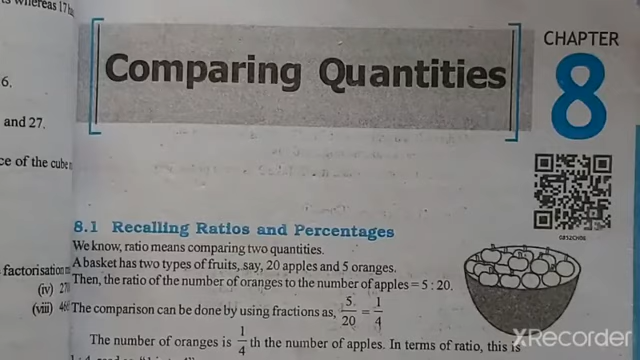 ts whereas 17
CHAPTER
8
Comparing Quantities
6,
and 27.
ce of the cube
G852CH08
8.1 Recalling Ratios and Percentages
We know, ratio means comparing two quantities.
A basket has two types of fruits, say, 20 apples and 5 oranges.
factorisation
Then, the ratio of the number of oranges to the number of apples = 5 : 20.
(iv)
(viii)
The comparison can be done by using fractions as, 5/20 = 1/4
The number of oranges is 1/4 th the number of apples. In terms of ratio, this is
XRecorder